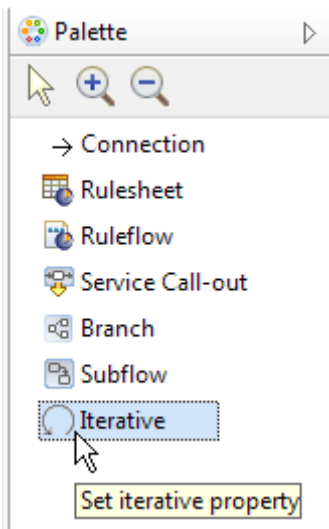 Palette
Connection
Rulesheet
Ruleflow
Service Call-out
Branch
Subflow
Iterative
Set iterative property